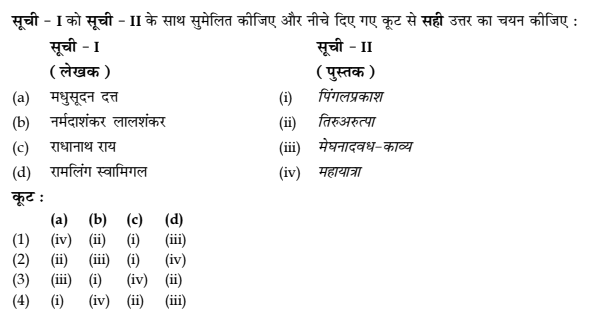 सूची - I को सूची - II के साथ सुमेलित कीजिए और नीचे दिए गए कूट से सही उत्तर का चयन कीजिए :
सूची - I सूची - II
( लेखक ) ( पुस्तक )
(a) मधुसूदन दत्त (i) पिंगलप्रकाश
(b) नर्मदाशंकर लालशंकर (ii) तिरुअरुत्पा
(c) राधानाथ राय (iii) मेघनादवध-काव्य
(d) रामलिंग स्वामिगल (iv) महायात्रा
कूट :
(a) (b) (c) (d)
(1) (iv) (ii) (i) (iii)
(2) (ii) (iii) (i) (iv)
(3) (iii) (i) (iv) (ii)
(4) (i) (iv) (ii) (iii)